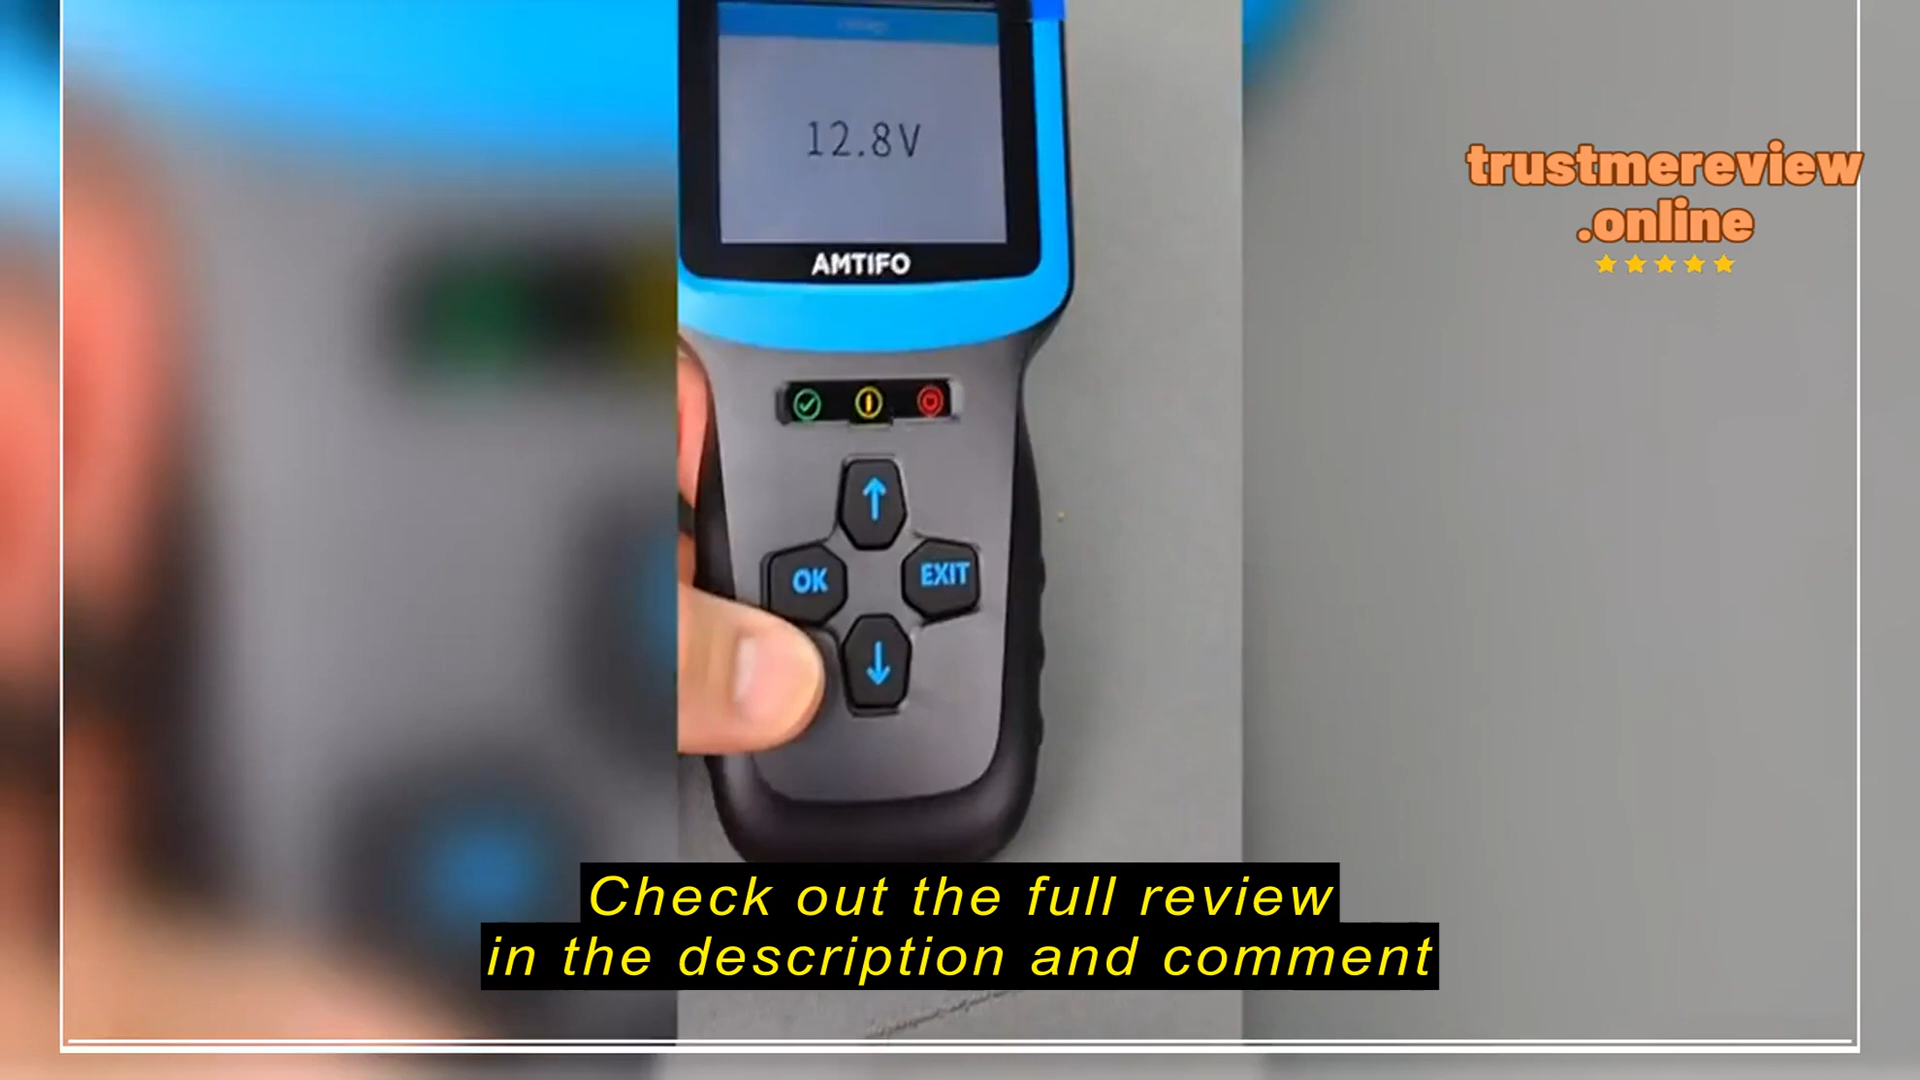 12.8V
AMTIFO
OK
EXIT
trustmereview
.online
Check out the full review
in the description and comment